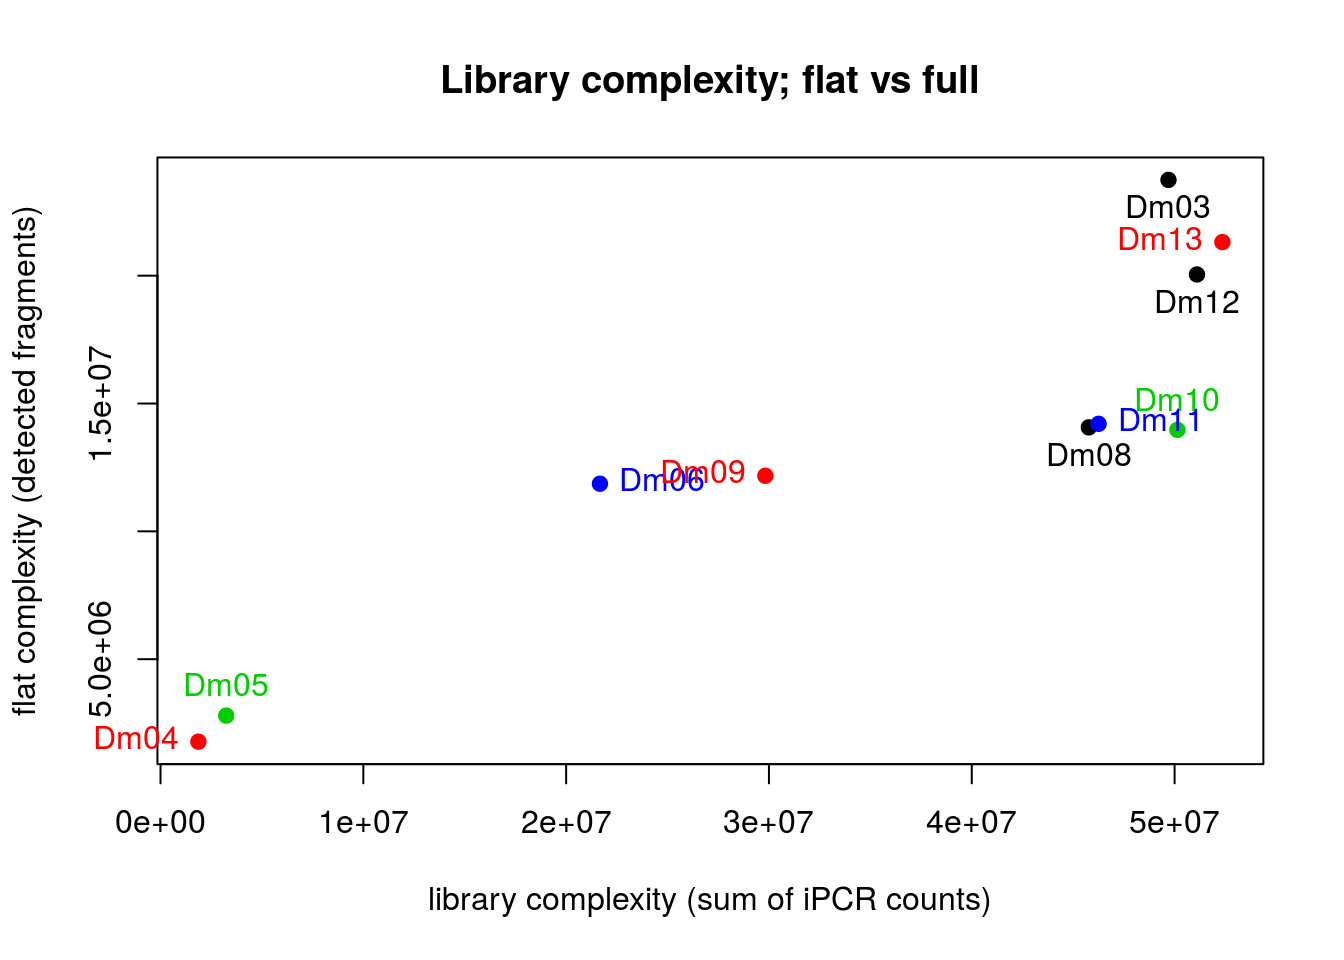 Library complexity; flat vs full
flat complexity (detected fragments)
1.5e+07
5.0e+06
Dm03
Dm13
Dm12
Dm10
Dm11
Dm08
Dm09
Dm06
Dm05
Dm04
0e+00 1e+07 2e+07 3e+07 4e+07 5e+07
library complexity (sum of iPCR counts)